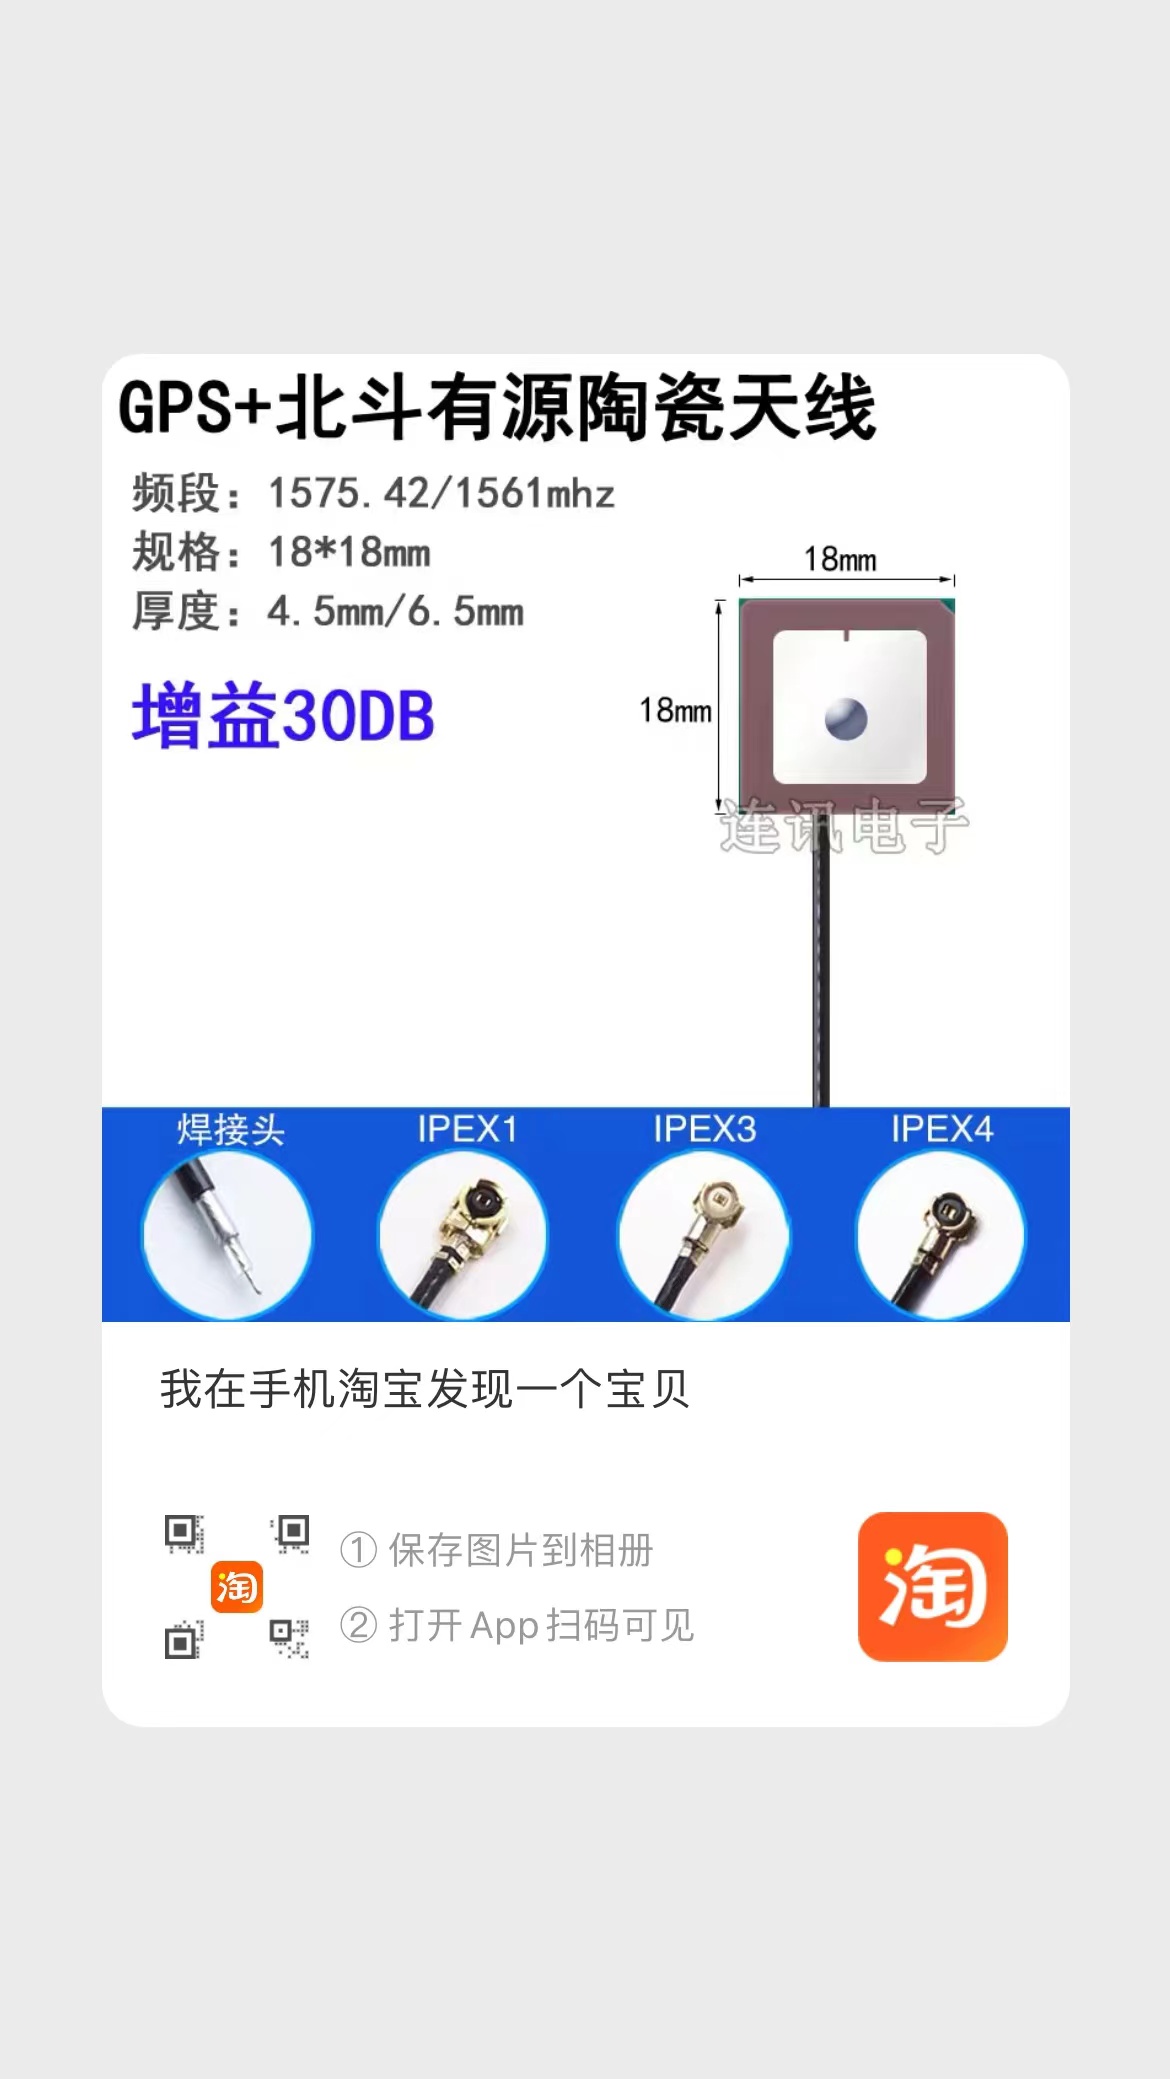 GPS+北斗有源陶瓷天线
频段：1575.42/1561mhz
规格：18*18mm
厚度：4.5mm/6.5mm
增益30DB
18mm
18mm
连讯电子
焊接头 IPEX1 IPEX3 IPEX4
我在手机淘宝发现一个宝贝
① 保存图片到相册
② 打开App扫码可见
淘
淘